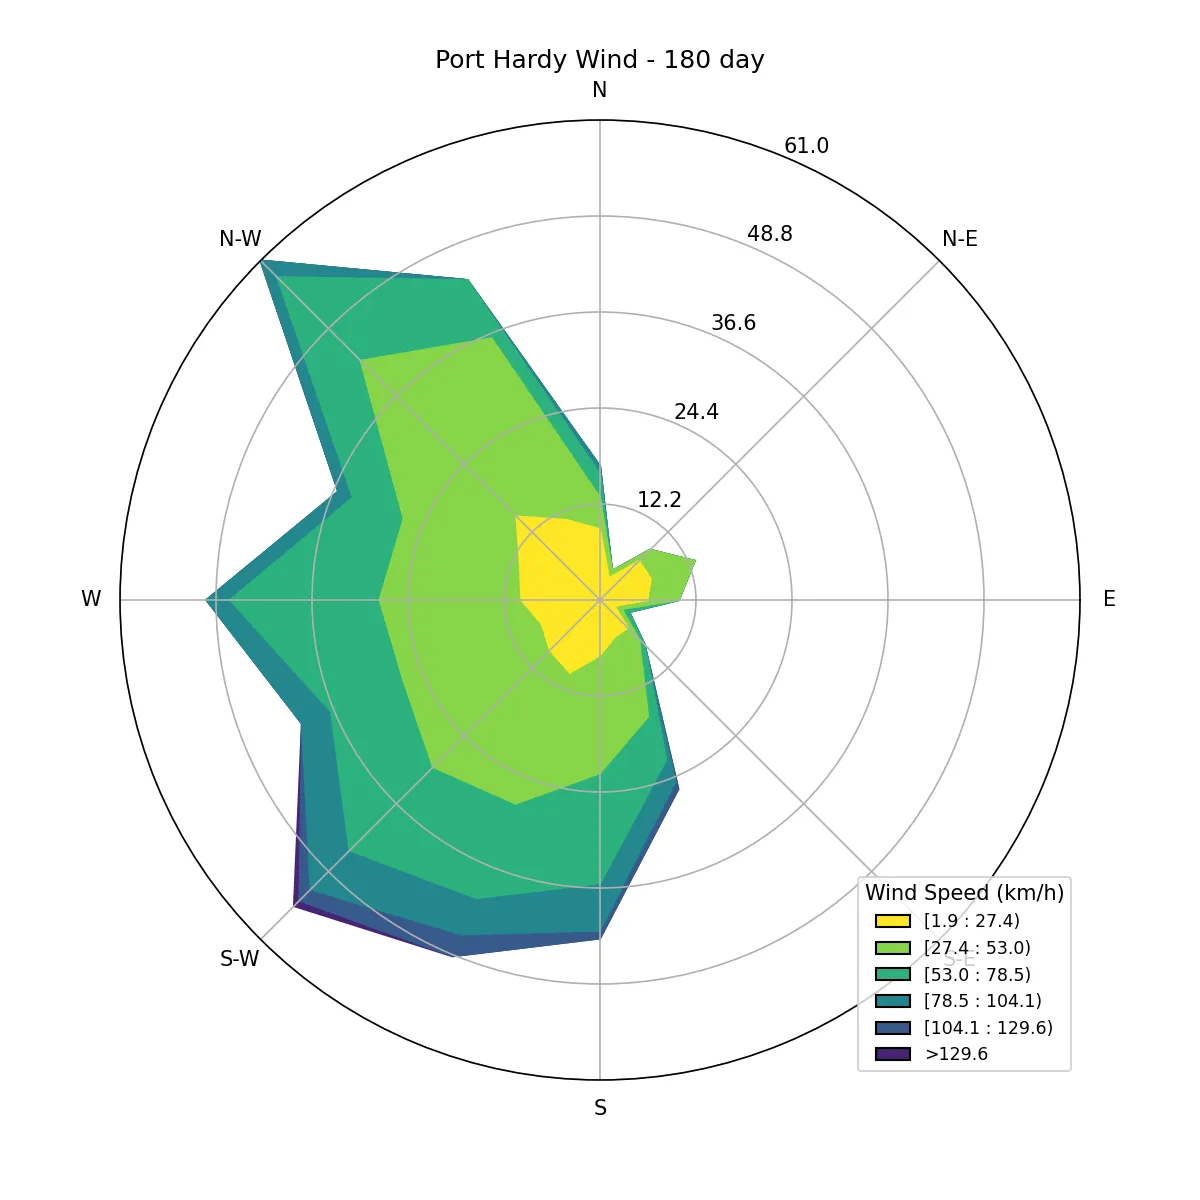 Port Hardy Wind - 180 day
N
61.0
48.8
N-W
N-E
36.6
24.4
12.2
W
E
Wind Speed (km/h)
[1.9 : 27.4)
[27.4 : 53.0)
S-W
S-E
[53.0 : 78.5)
[78.5 : 104.1)
[104.1 : 129.6)
>129.6
S